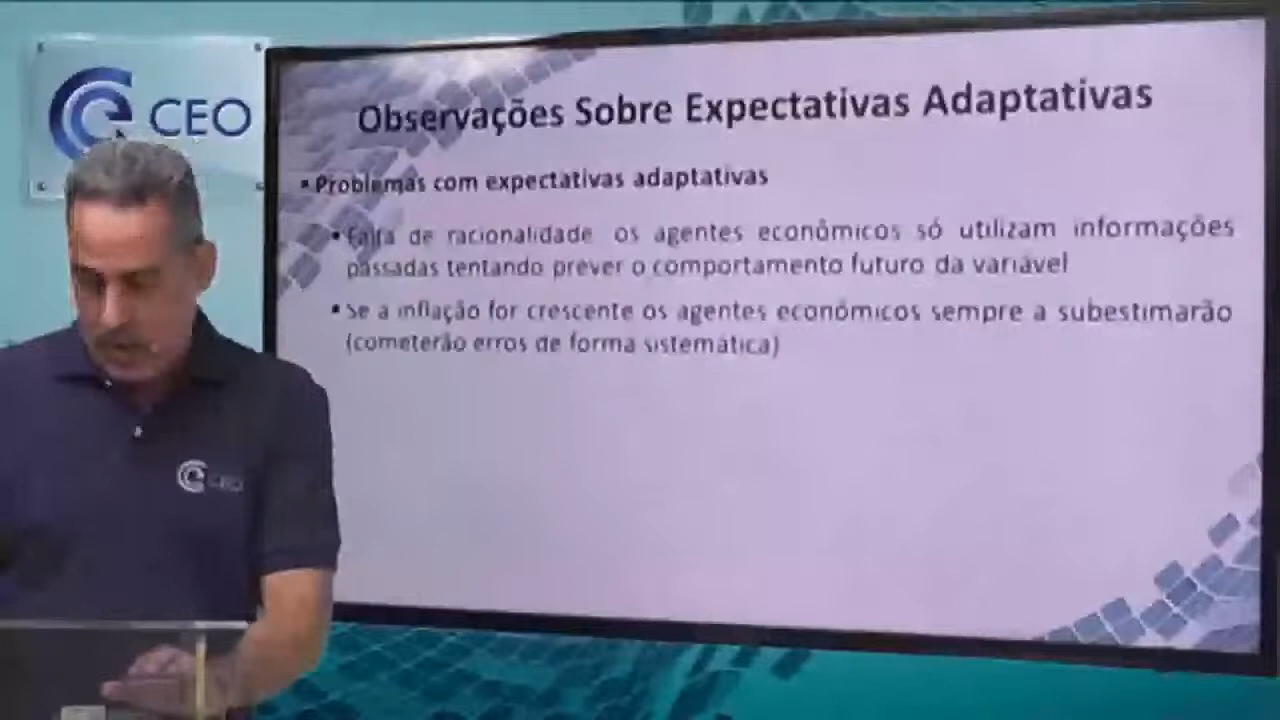 CEO
Observações Sobre Expectativas Adaptativas
▪ Problemas com expectativas adaptativas
▪ Falta de racionalidade os agentes econômicos só utilizam informações
passadas tentando prever o comportamento futuro da variável
▪ Se a inflação for crescente os agentes econômicos sempre a subestimarão
(cometerão erros de forma sistemática)
CEO